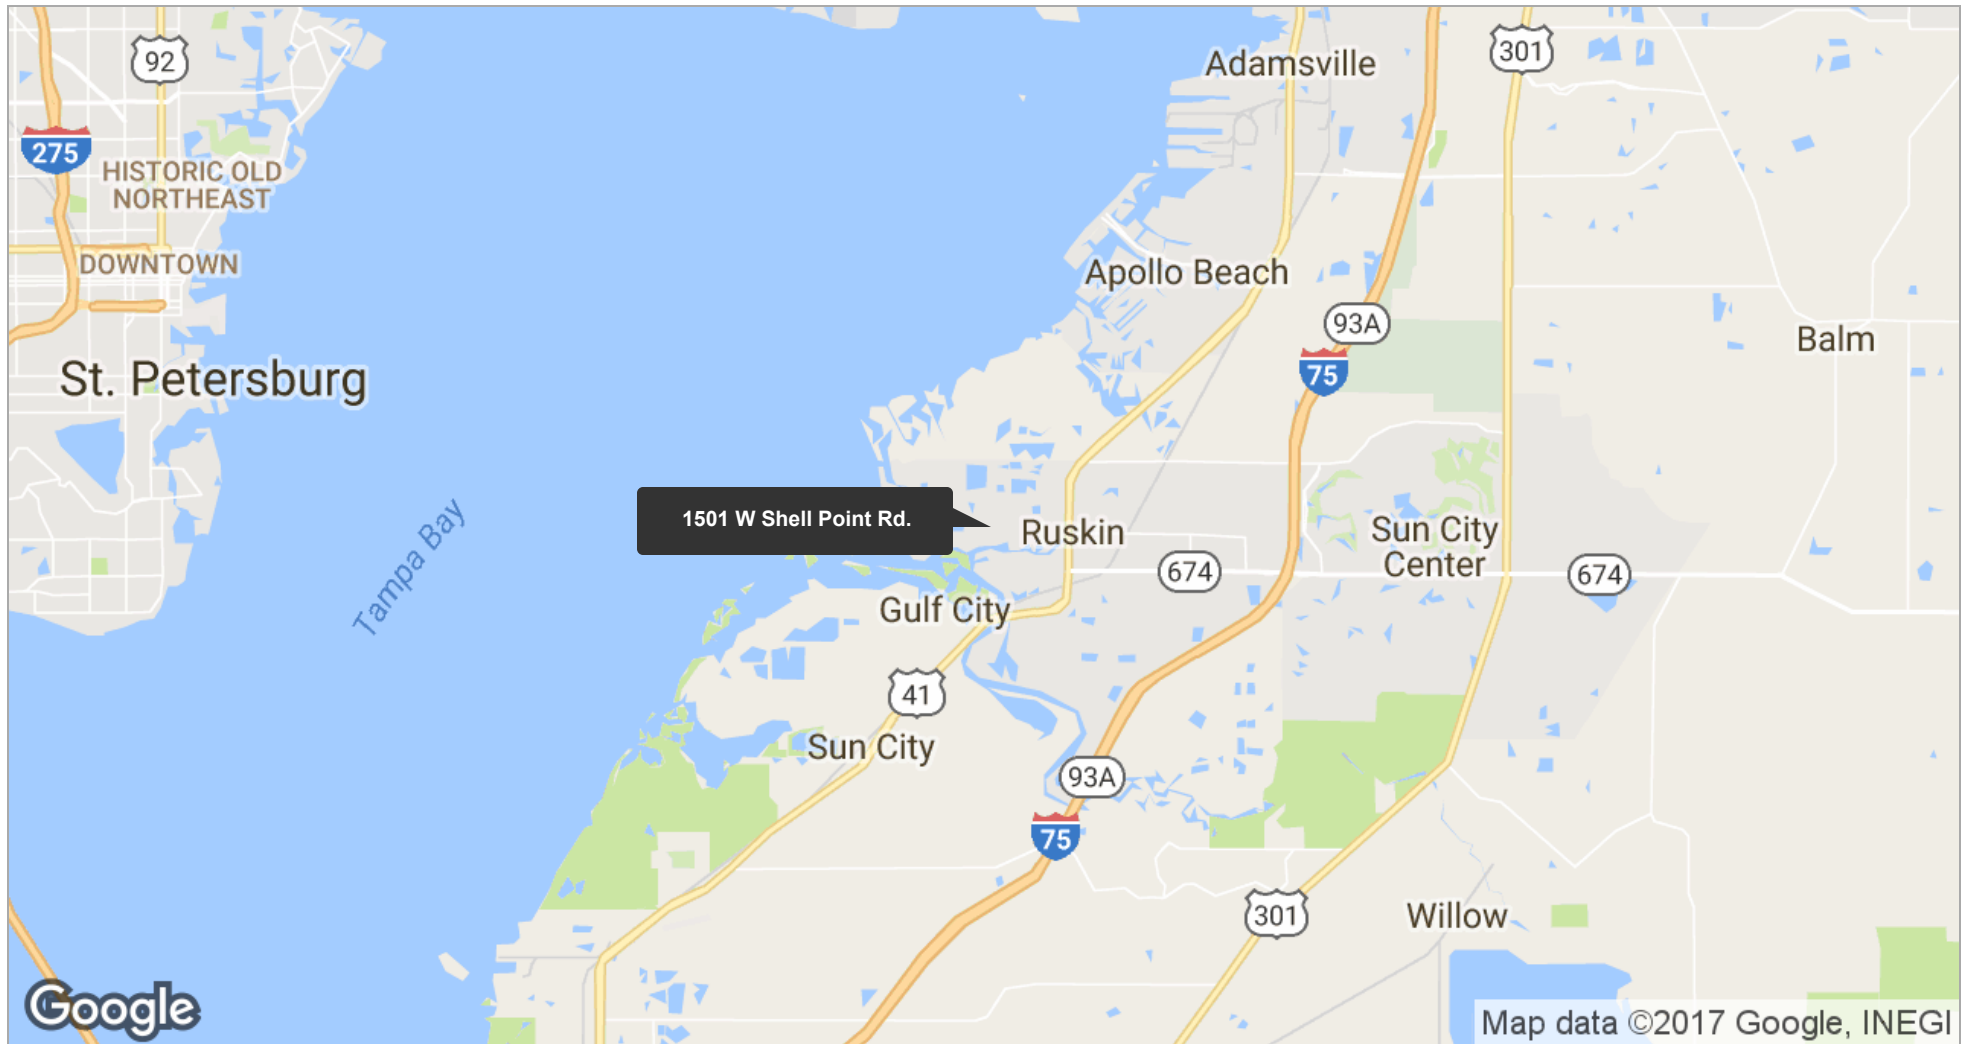 92
301
Adamsville
275
HISTORIC OLD
NORTHEAST
DOWNTOWN
Apollo Beach
93A
Balm
75
St. Petersburg
1501 W Shell Point Rd.
Ruskin
Sun City
Center
674
674
Tampa Bay
Gulf City
41
Sun City
93A
75
301
Willow
Google
Map data ©2017 Google, INEGI